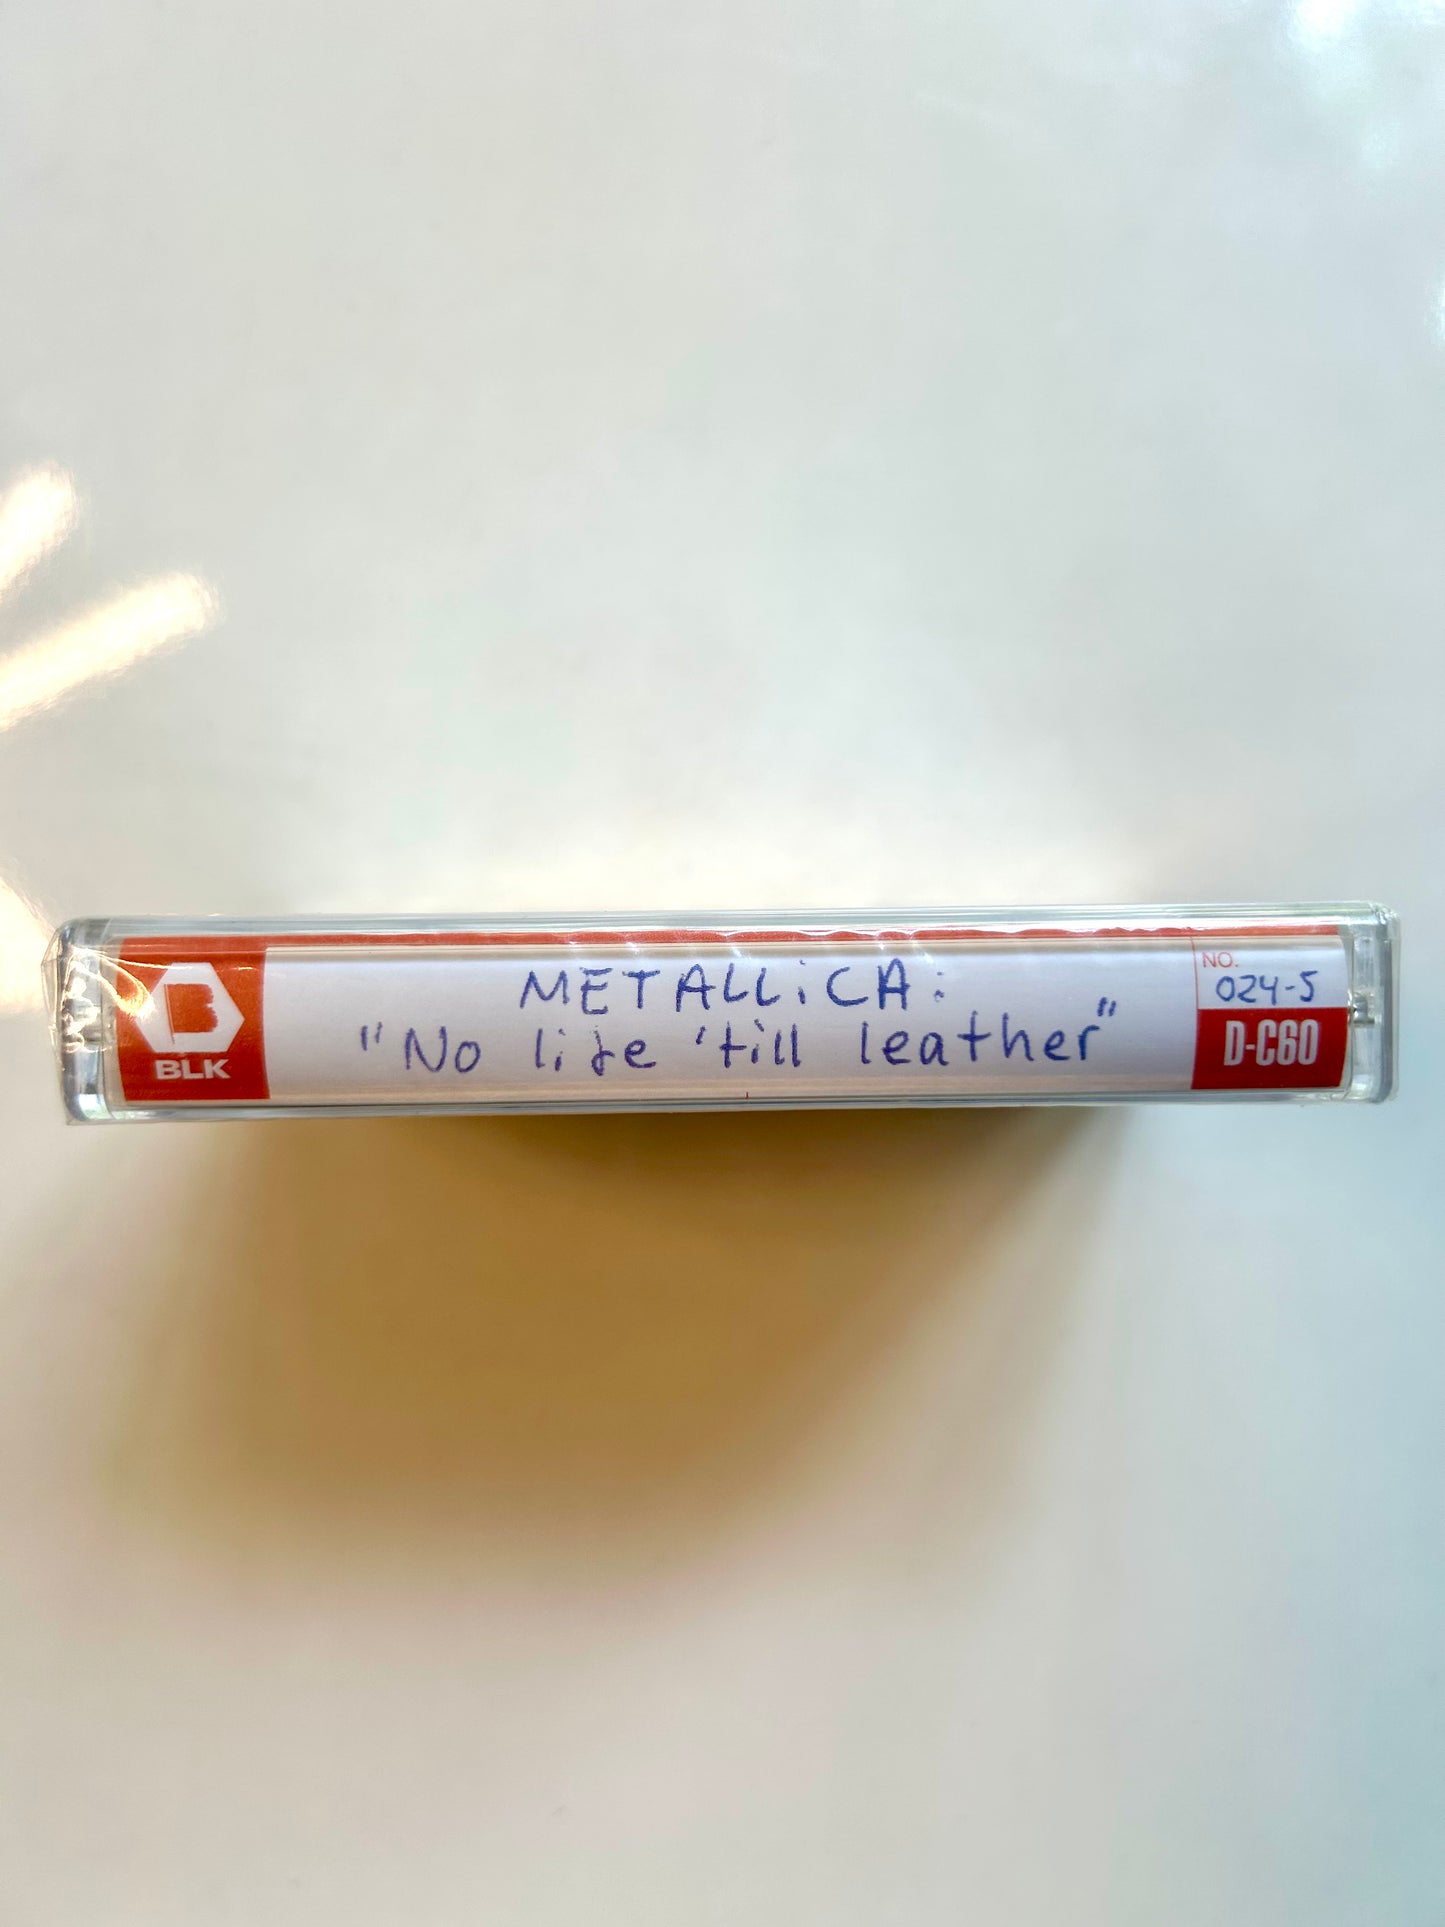 METALLiCA:
"No life 'till leather"
BLK
NO.
024-5
D-C60